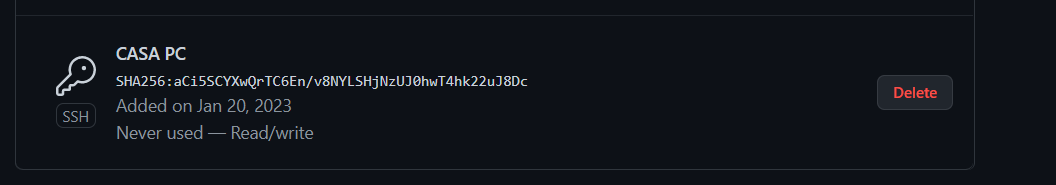 CASA PC
SHA256:aCi5SCYXwQrTC6En/v8NYLSHjNzUJ0hwT4hk22uJ8Dc
Added on Jan 20, 2023
Never used — Read/write
SSH
Delete